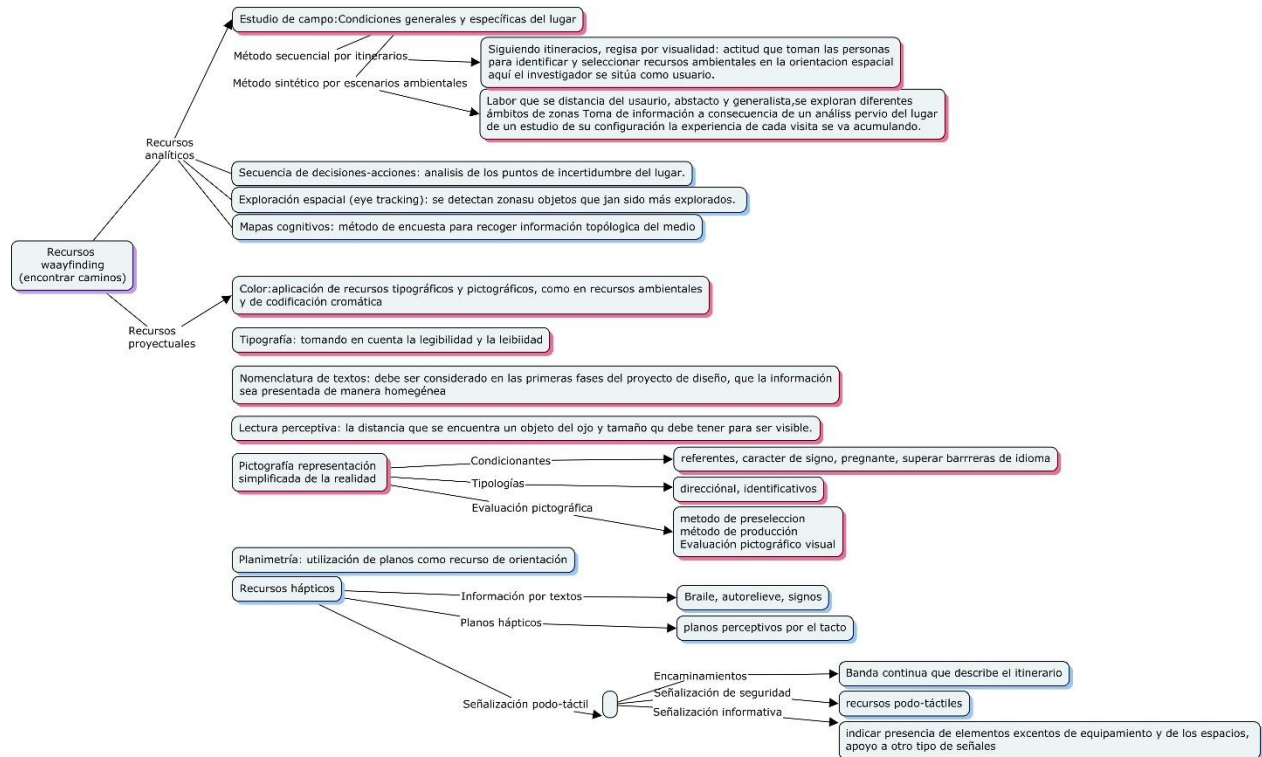 Estudio de campo:Condiciones generales y específicas del lugar
Método secuencial por itinerarios
Siguiendo itineracios, regisa por visualidad: actitud que toman las personas
para identificar y seleccionar recursos ambientales en la orientacion espacial
aquí el investigador se sitúa como usuario.
Método sintético por escenarios ambientales
Labor que se distancia del usaurio, abstacto y generalista,se exploran diferentes
ámbitos de zonas Toma de información a consecuencia de un análiss pervio del lugar
de un estudio de su configuración la experiencia de cada visita se va acumulando.
Recursos
analíticos
Secuencia de decisiones-acciones: analisis de los puntos de incertidumbre del lugar.
Exploración espacial (eye tracking): se detectan zonasu objetos que jan sido más explorados.
Mapas cognitivos: método de encuesta para recoger información topólogica del medio
Recursos
waayfinding
(encontrar caminos)
Color:aplicación de recursos tipográficos y pictográficos, como en recursos ambientales
y de codificación cromática
Recursos
proyectuales
Tipografía: tomando en cuenta la legibilidad y la leibiidad
Nomenclatura de textos: debe ser considerado en las primeras fases del proyecto de diseño, que la información
sea presentada de manera homegénea
Lectura perceptiva: la distancia que se encuentra un objeto del ojo y tamaño qu debe tener para ser visible.
Pictografía representación
simplificada de la realidad
Condicionantes
referentes, caracter de signo, pregnante, superar barrreras de idioma
Tipologías
direcciónal, identificativos
Evaluación pictográfica
metodo de preseleccion
método de producción
Evaluación pictográfico visual
Planimetría: utilización de planos como recurso de orientación
Recursos hápticos
Información por textos
Braile, autorelieve, signos
Planos hápticos
planos perceptivos por el tacto
Señalización podo-táctil
Encaminamientos
Banda continua que describe el itinerario
Señalización de seguridad
recursos podo-táctiles
Señalización informativa
indicar presencia de elementos excentos de equipamiento y de los espacios,
apoyo a otro tipo de señales